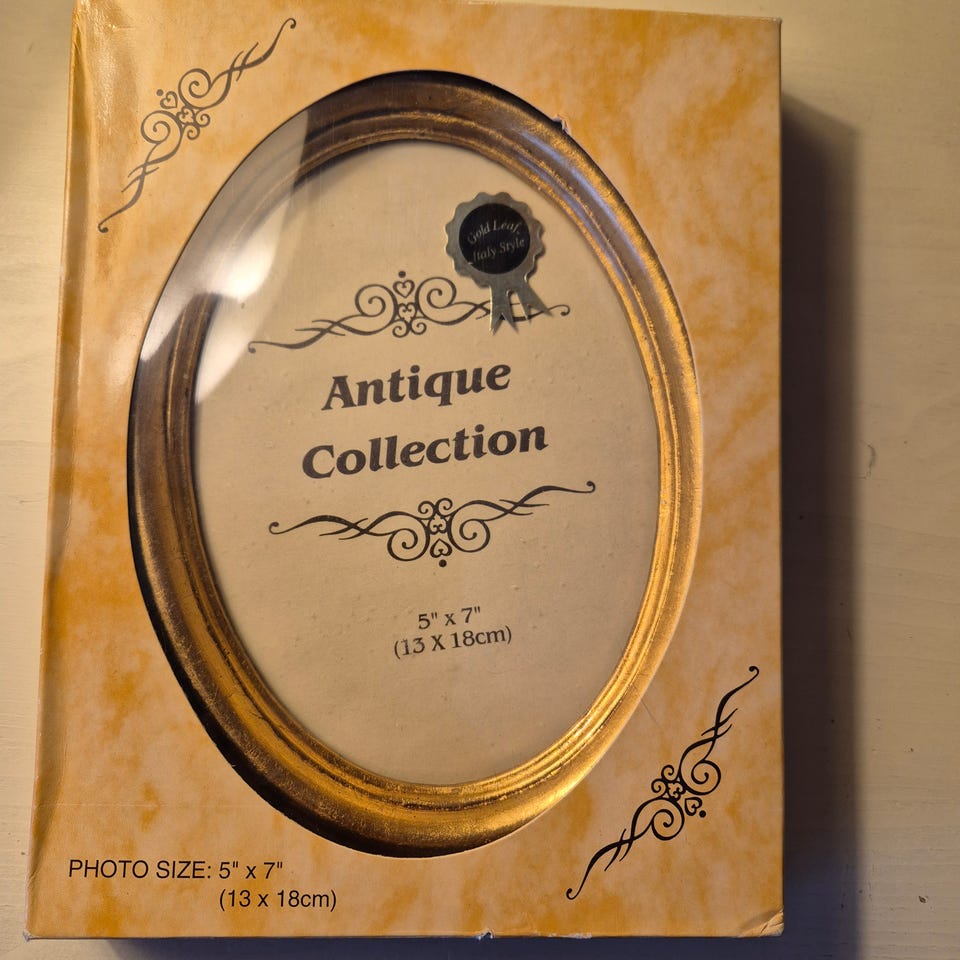 Gold Leaf
Italy Style
Antique
Collection
5" x 7"
(13 X 18cm)
PHOTO SIZE: 5" x 7"
(13 x 18cm)